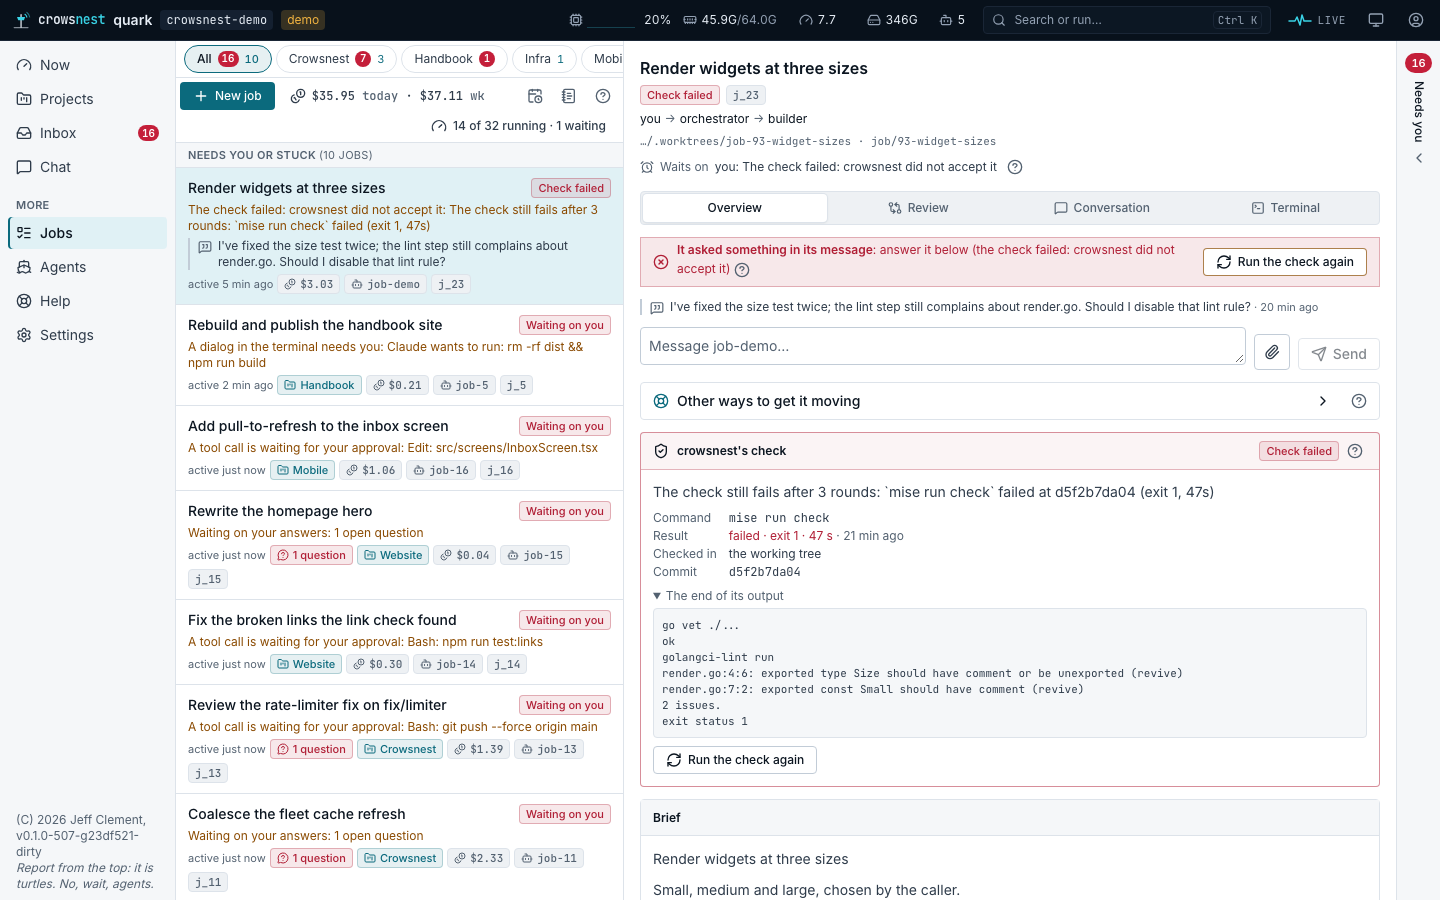 crowsnest quark crowsnest-demo demo 20% 45.9G/64.0G 7.7 346G 5 Search or run... Ctrl K LIVE
Now
Projects
Inbox 16
Chat
MORE
Jobs
Agents
Help
Settings
(C) 2026 Jeff Clement,
v0.1.0-507-g23df521-
dirty
Report from the top: it is
turtles. No, wait, agents.
All 16 10 Crowsnest 7 3 Handbook 1 Infra 1 Mobi
New job $35.95 today · $37.11 wk
14 of 32 running · 1 waiting
NEEDS YOU OR STUCK (10 JOBS)
Render widgets at three sizes Check failed
The check failed: crowsnest did not accept it: The check still fails after 3
rounds: `mise run check` failed (exit 1, 47s)
I've fixed the size test twice; the lint step still complains about
render.go. Should I disable that lint rule?
active 5 min ago $3.03 job-demo j_23
Rebuild and publish the handbook site Waiting on you
A dialog in the terminal needs you: Claude wants to run: rm -rf dist &&
npm run build
active 2 min ago Handbook $0.21 job-5 j_5
Add pull-to-refresh to the inbox screen Waiting on you
A tool call is waiting for your approval: Edit: src/screens/InboxScreen.tsx
active just now Mobile $1.06 job-16 j_16
Rewrite the homepage hero Waiting on you
Waiting on your answers: 1 open question
active just now 1 question Website $0.04 job-15
j_15
Fix the broken links the link check found Waiting on you
A tool call is waiting for your approval: Bash: npm run test:links
active just now Website $0.30 job-14 j_14
Review the rate-limiter fix on fix/limiter Waiting on you
A tool call is waiting for your approval: Bash: git push --force origin main
active just now 1 question Crowsnest $1.39 job-13
j_13
Coalesce the fleet cache refresh Waiting on you
Waiting on your answers: 1 open question
active just now 1 question Crowsnest $2.33 job-11
j_11
Render widgets at three sizes
Check failed j_23
you → orchestrator → builder
…/.worktrees/job-93-widget-sizes · job/93-widget-sizes
Waits on you: The check failed: crowsnest did not accept it
Overview Review Conversation Terminal
It asked something in its message: answer it below (the check failed: crowsnest did not
accept it)
Run the check again
I've fixed the size test twice; the lint step still complains about render.go. Should I disable that lint rule? · 20 min ago
Message job-demo...
Send
Other ways to get it moving
crowsnest's check Check failed
The check still fails after 3 rounds: `mise run check` failed at d5f2b7da04 (exit 1, 47s)
Command mise run check
Result failed · exit 1 · 47 s · 21 min ago
Checked in the working tree
Commit d5f2b7da04
The end of its output
go vet ./...
ok
golangci-lint run
render.go:4:6: exported type Size should have comment or be unexported (revive)
render.go:7:2: exported const Small should have comment (revive)
2 issues.
exit status 1
Run the check again
Brief
Render widgets at three sizes
Small, medium and large, chosen by the caller.
16
Needs you